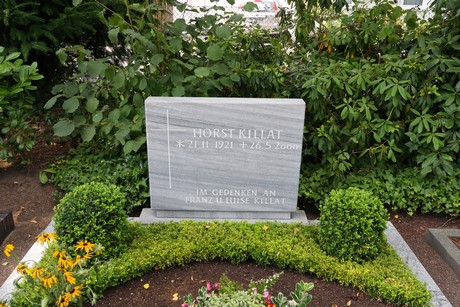 HORST KILLAT
* 21.11.1921 + 26.5.2000
IM GEDENKEN AN
FRANZ U. LUISE KILLAT